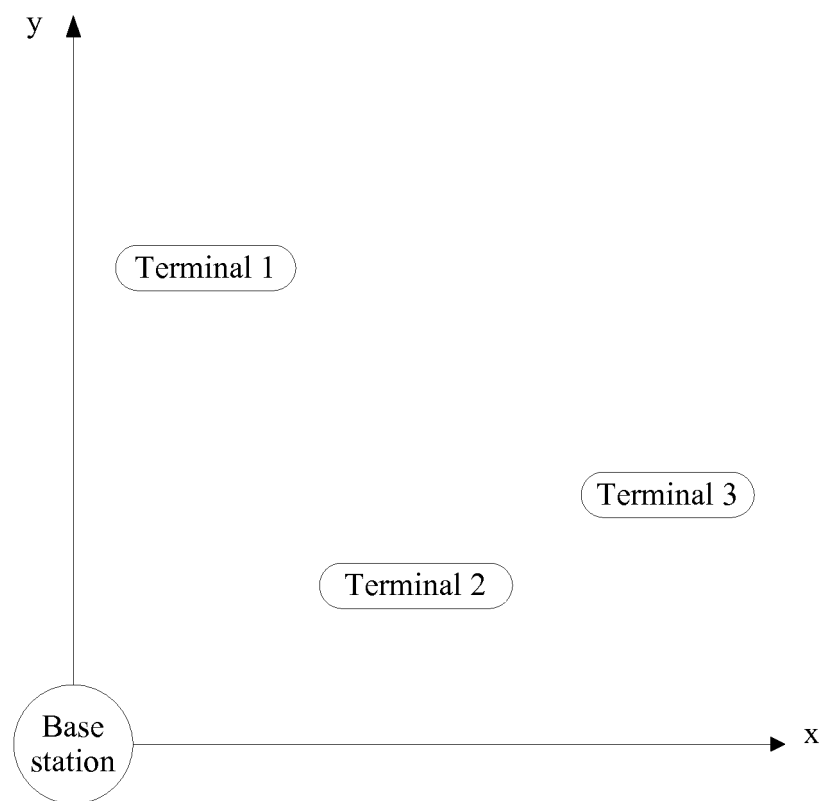 y
Terminal 1
Terminal 3
Terminal 2
Base
station
x